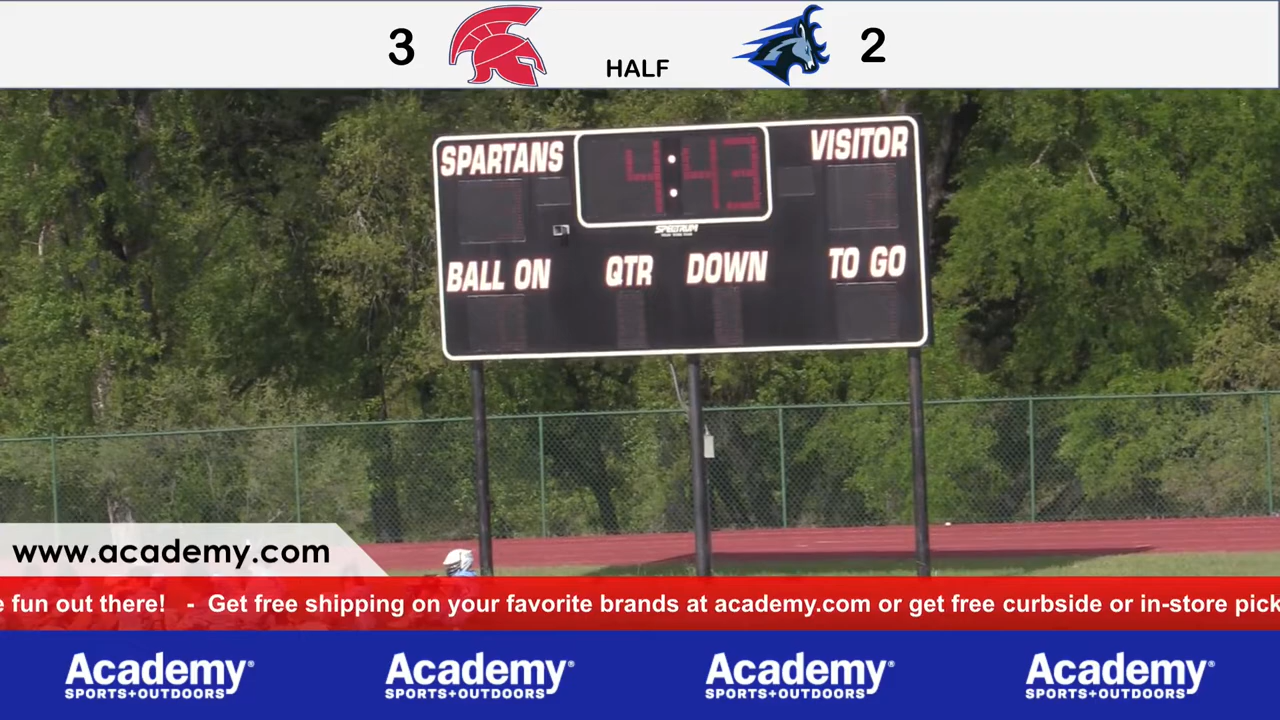 3 HALF 2
SPARTANS 4:43 VISITOR
SPECTRUM
BALL ON QTR DOWN TO GO
www.academy.com
e fun out there! - Get free shipping on your favorite brands at academy.com or get free curbside or in-store pick
Academy Academy Academy Academy
SPORTS+OUTDOORS SPORTS+OUTDOORS SPORTS+OUTDOORS SPORTS+OUTDOORS